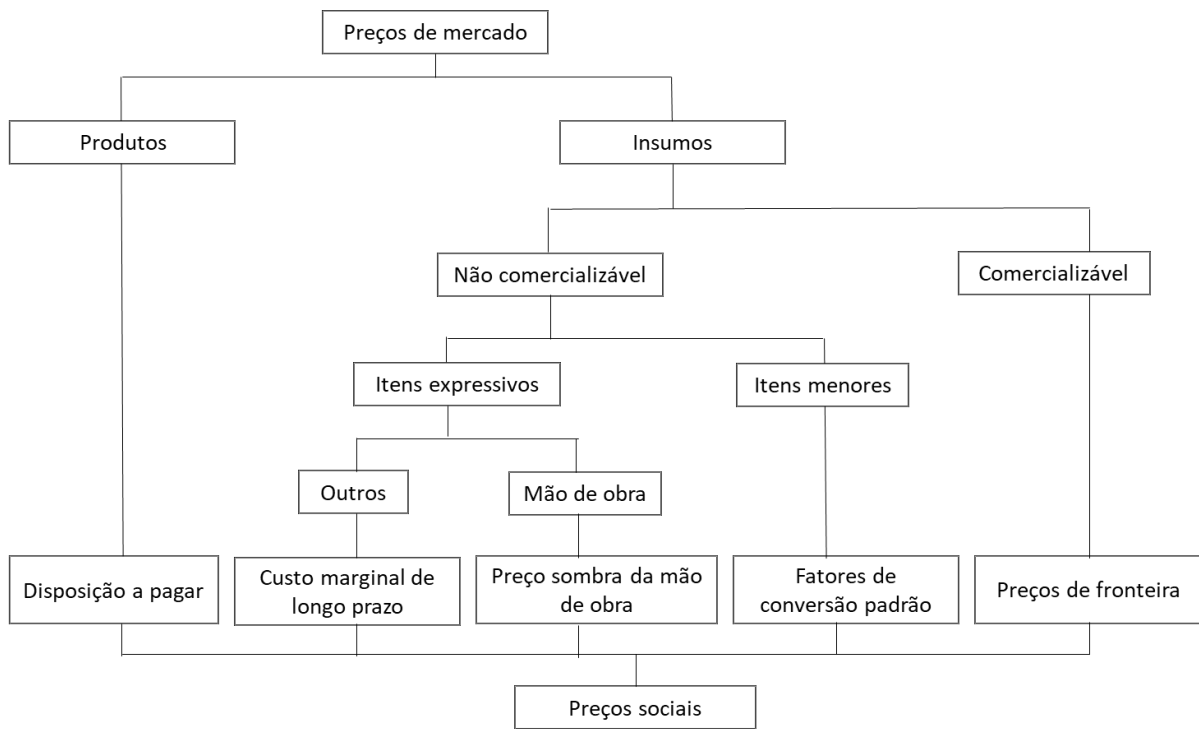 Preços de mercado
Produtos
Insumos
Não comercializável
Comercializável
Itens expressivos
Itens menores
Outros
Mão de obra
Disposição a pagar
Custo marginal de
longo prazo
Preço sombra da mão
de obra
Fatores de
conversão padrão
Preços de fronteira
Preços sociais